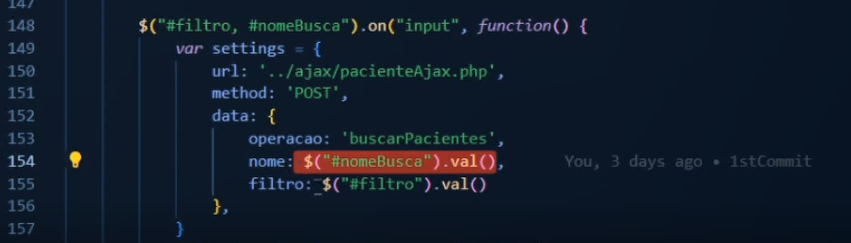 147
148 $("#filtro, #nomeBusca").on("input", function() {
149 var settings = {
150 url: '../ajax/pacienteAjax.php',
151 method: 'POST',
152 data: {
153 operacao: 'buscarPacientes',
154 nome: $("#nomeBusca").val(), You, 3 days ago • 1stCommit
155 filtro: $("#filtro").val()
156 },
157 }